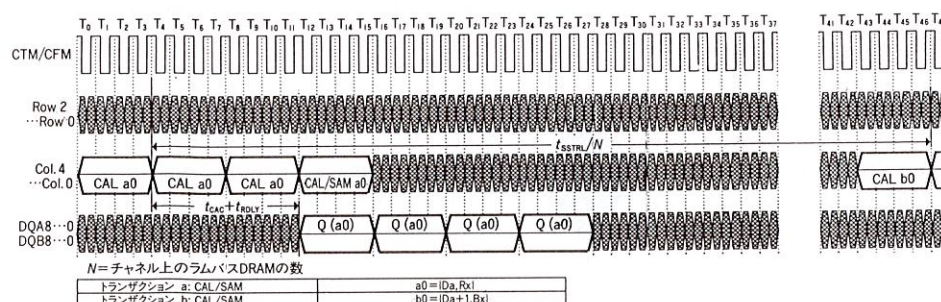 T0 T1 T2 T3 T4 T5 T6 T7 T8 T9 T10 T11 T12 T13 T14 T15 T16 T17 T18 T19 T20 T21 T22 T23 T24 T25 T26 T27 T28 T29 T30 T31 T32 T33 T34 T35 T36 T37 T41 T42 T43 T44 T45 T46
CTM/CFM
Row 2
…Row 0
tSSTRL/N
Col.4
…Col.0
CAL a0 CAL a0 CAL a0 CAL/SAM a0 CAL b0
tCAC+tRDLY
DQA8…0
DQB8…0
Q (a0) Q (a0) Q (a0) Q (a0)
N=チャネル上のラムバスDRAMの数
トランザクション a: CAL/SAM a0=|Da,Rx|
トランザクション b: CAL/SAM b0=|Da+1,Bx|